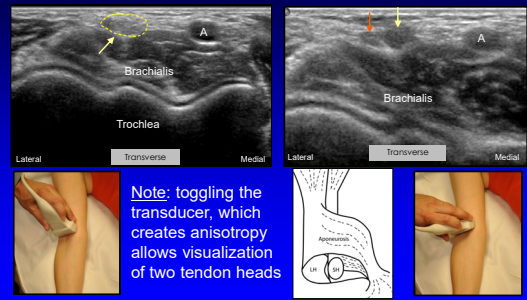 A
Brachialis
Trochlea
Lateral
Transverse
Medial
A
Brachialis
Lateral
Transverse
Medial
Note: toggling the
transducer, which
creates anisotropy
allows visualization
of two tendon heads
Aponeurosis
LH
SH